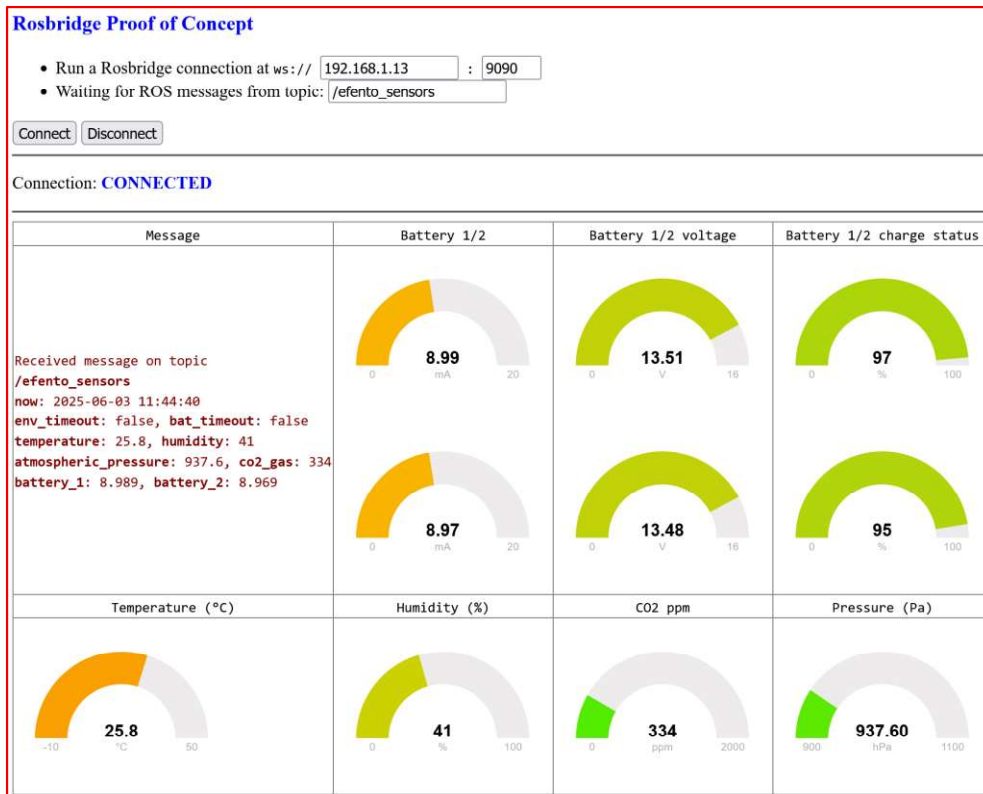 Rosbridge Proof of Concept
• Run a Rosbridge connection at ws:// 192.168.1.13 : 9090
• Waiting for ROS messages from topic: /efento_sensors
Connect Disconnect
Connection: CONNECTED
Message Battery 1/2 Battery 1/2 voltage Battery 1/2 charge status
Received message on topic
/efento_sensors
now: 2025-06-03 11:44:40
env_timeout: false, bat_timeout: false
temperature: 25.8, humidity: 41
atmospheric_pressure: 937.6, co2_gas: 334
battery_1: 8.989, battery_2: 8.969
8.99 13.51 97
0 mA 20 0 V 16 0 % 100
8.97 13.48 95
0 mA 20 0 V 16 0 % 100
Temperature (°C) Humidity (%) CO2 ppm Pressure (Pa)
25.8 41 334 937.60
-10 °C 50 0 % 100 0 ppm 2000 900 hPa 1100